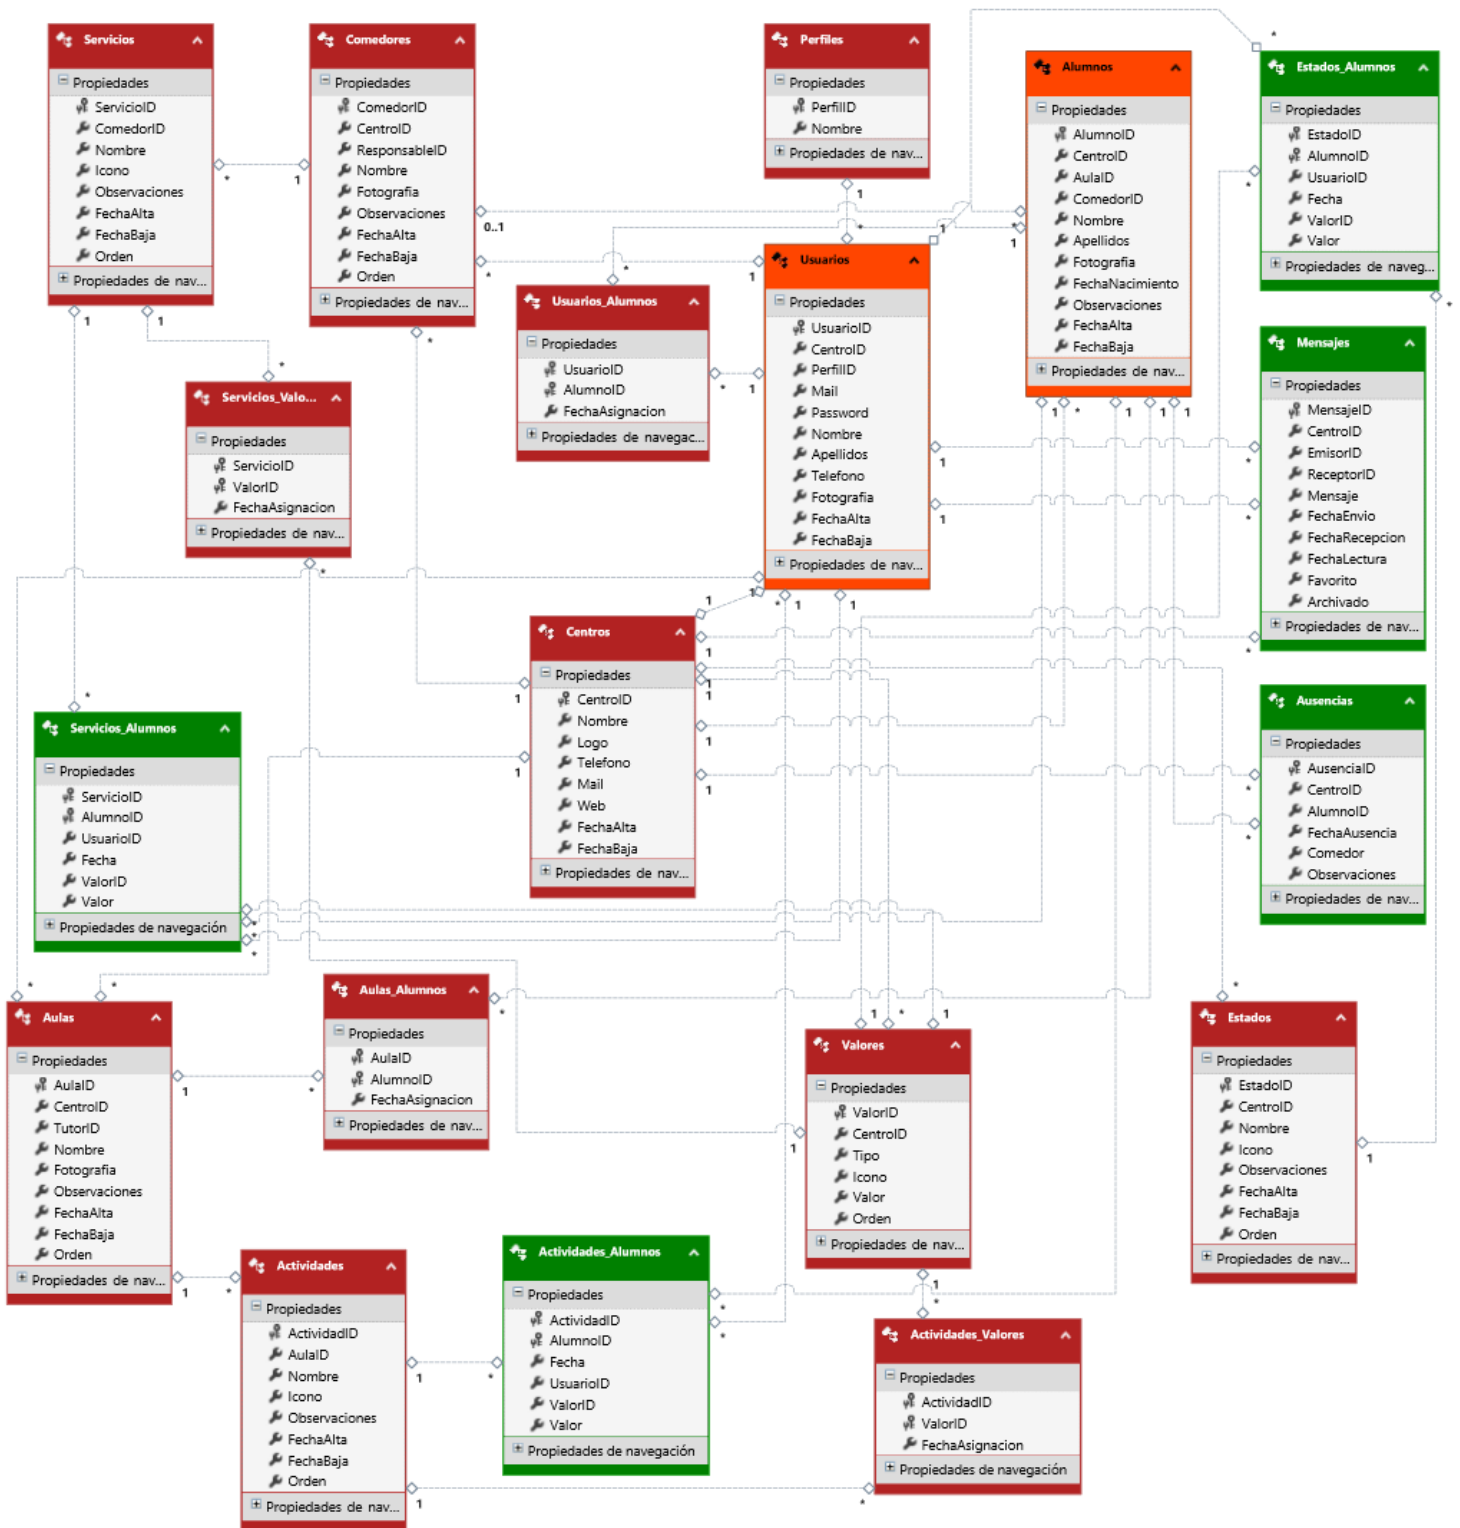 Servicios
Propiedades
ServicioID
ComedorID
Nombre
Icono
Observaciones
FechaAlta
FechaBaja
Orden
Propiedades de nav...
Comedores
Propiedades
ComedorID
CentroID
ResponsableID
Nombre
Fotografia
Observaciones
FechaAlta
FechaBaja
Orden
Propiedades de nav...
Perfiles
Propiedades
PerfilID
Nombre
Propiedades de nav...
Alumnos
Propiedades
AlumnoID
CentroID
AulaID
ComedorID
Nombre
Apellidos
Fotografia
FechaNacimiento
Observaciones
FechaAlta
FechaBaja
Propiedades de nav...
Estados_Alumnos
Propiedades
EstadoID
AlumnoID
UsuarioID
Fecha
ValorID
Valor
Propiedades de naveg...
Usuarios_Alumnos
Propiedades
UsuarioID
AlumnoID
FechaAsignacion
Propiedades de navegac...
Usuarios
Propiedades
UsuarioID
CentroID
PerfilID
Mail
Password
Nombre
Apellidos
Telefono
Fotografia
FechaAlta
FechaBaja
Propiedades de nav...
Mensajes
Propiedades
MensajeID
CentroID
EmisorID
ReceptorID
Mensaje
FechaEnvio
FechaRecepcion
FechaLectura
Favorito
Archivado
Propiedades de nav...
Servicios_Valo...
Propiedades
ServicioID
ValorID
FechaAsignacion
Propiedades de nav...
Centros
Propiedades
CentroID
Nombre
Logo
Telefono
Mail
Web
FechaAlta
FechaBaja
Propiedades de nav...
Ausencias
Propiedades
AusenciaID
CentroID
AlumnoID
FechaAusencia
Comedor
Observaciones
Propiedades de nav...
Servicios_Alumnos
Propiedades
ServicioID
AlumnoID
UsuarioID
Fecha
ValorID
Valor
Propiedades de navegación
Aulas
Propiedades
AulaID
CentroID
TutorID
Nombre
Fotografia
Observaciones
FechaAlta
FechaBaja
Orden
Propiedades de nav...
Aulas_Alumnos
Propiedades
AulaID
AlumnoID
FechaAsignacion
Propiedades de nav...
Valores
Propiedades
ValorID
CentroID
Tipo
Icono
Valor
Orden
Propiedades de nav...
Estados
Propiedades
EstadoID
CentroID
Nombre
Icono
Observaciones
FechaAlta
FechaBaja
Orden
Propiedades de nav...
Actividades
Propiedades
ActividadID
AulaID
Nombre
Icono
Observaciones
FechaAlta
FechaBaja
Orden
Propiedades de nav...
Actividades_Alumnos
Propiedades
ActividadID
AlumnoID
Fecha
UsuarioID
ValorID
Valor
Propiedades de navegación
Actividades_Valores
Propiedades
ActividadID
ValorID
FechaAsignacion
Propiedades de navegación
0..1